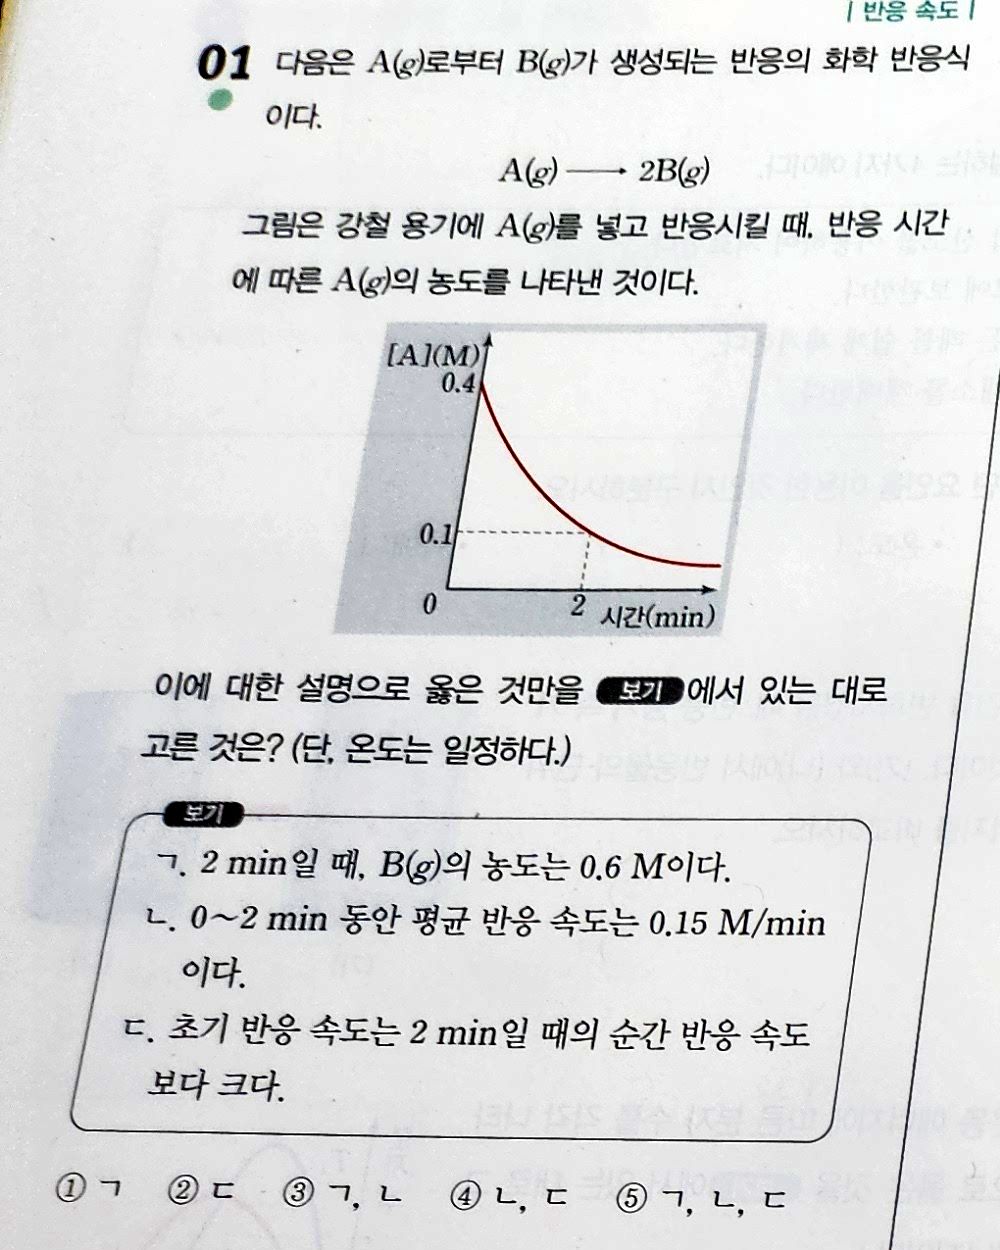 | 반응 속도 |
01 다음은 A(g)로부터 B(g)가 생성되는 반응의 화학 반응식
이다.
A(g) ⟶ 2B(g)
그림은 강철 용기에 A(g)를 넣고 반응시킬 때, 반응 시간
에 따른 A(g)의 농도를 나타낸 것이다.
[A](M)
0.4
0.1
0
2
시간(min)
이에 대한 설명으로 옳은 것만을 보기 에서 있는 대로
고른 것은? (단, 온도는 일정하다.)
보기
ㄱ. 2 min일 때, B(g)의 농도는 0.6 M이다.
ㄴ. 0~2 min 동안 평균 반응 속도는 0.15 M/min
이다.
ㄷ. 초기 반응 속도는 2 min일 때의 순간 반응 속도
보다 크다.
① ㄱ ② ㄷ ③ ㄱ, ㄴ ④ ㄴ, ㄷ ⑤ ㄱ, ㄴ, ㄷ